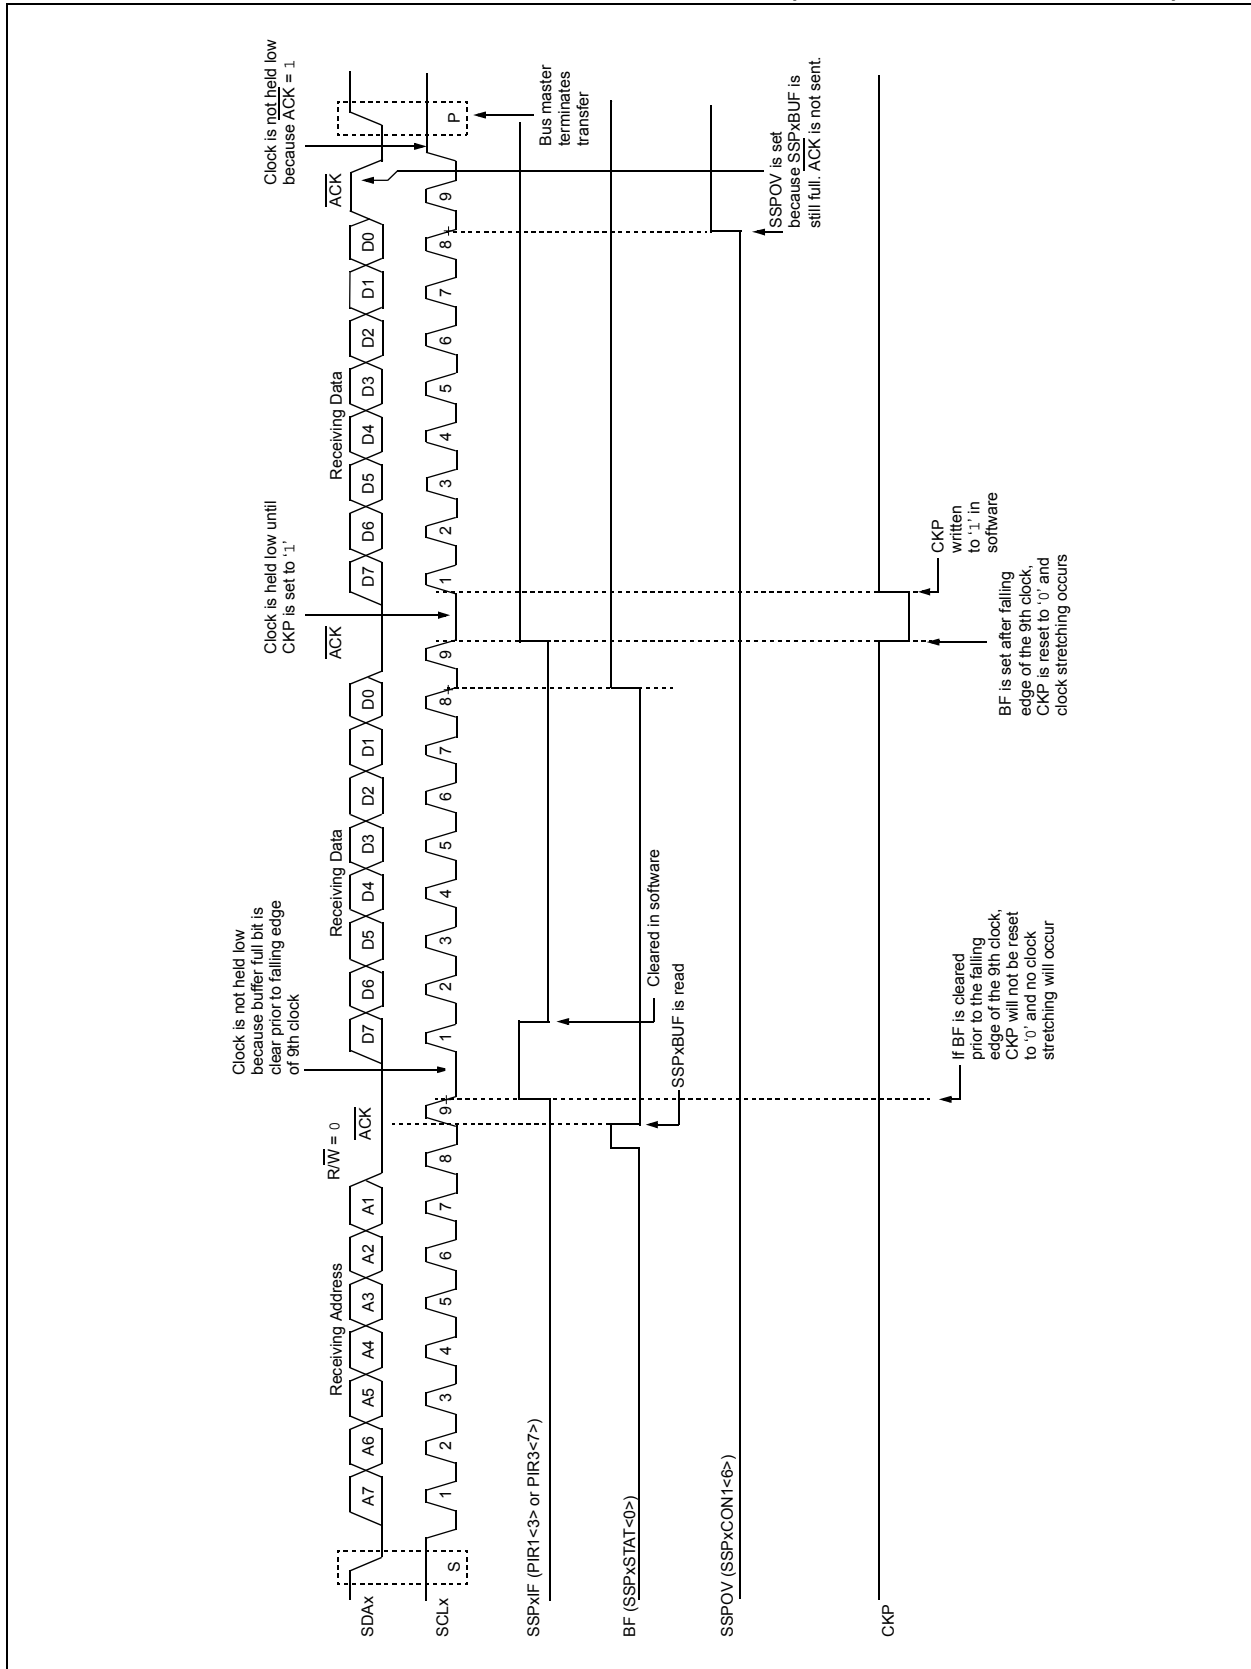 Clock is not held low
because buffer full bit is
clear prior to falling edge
of 9th clock
Clock is held low until
CKP is set to ‘1’
Clock is not held low
because ACK = 1
R/W = 0
Receiving Address
ACK
Receiving Data
ACK
Receiving Data
ACK
SDAx
A7 A6 A5 A4 A3 A2 A1
D7 D6 D5 D4 D3 D2 D1 D0
D7 D6 D5 D4 D3 D2 D1 D0
SCLx
S
1 2 3 4 5 6 7 8 9
1 2 3 4 5 6 7 8 9
1 2 3 4 5 6 7 8 9
P
SSPxIF (PIR1<3> or PIR3<7>)
Bus master
terminates
transfer
BF (SSPxSTAT<0>)
Cleared in software
SSPxBUF is read
SSPOV (SSPxCON1<6>)
SSPOV is set
because SSPxBUF is
still full. ACK is not sent.
CKP
CKP
written
to ‘1’ in
software
If BF is cleared
prior to the falling
edge of the 9th clock,
CKP will not be reset
to ‘0’ and no clock
stretching will occur
BF is set after falling
edge of the 9th clock,
CKP is reset to ‘0’ and
clock stretching occurs